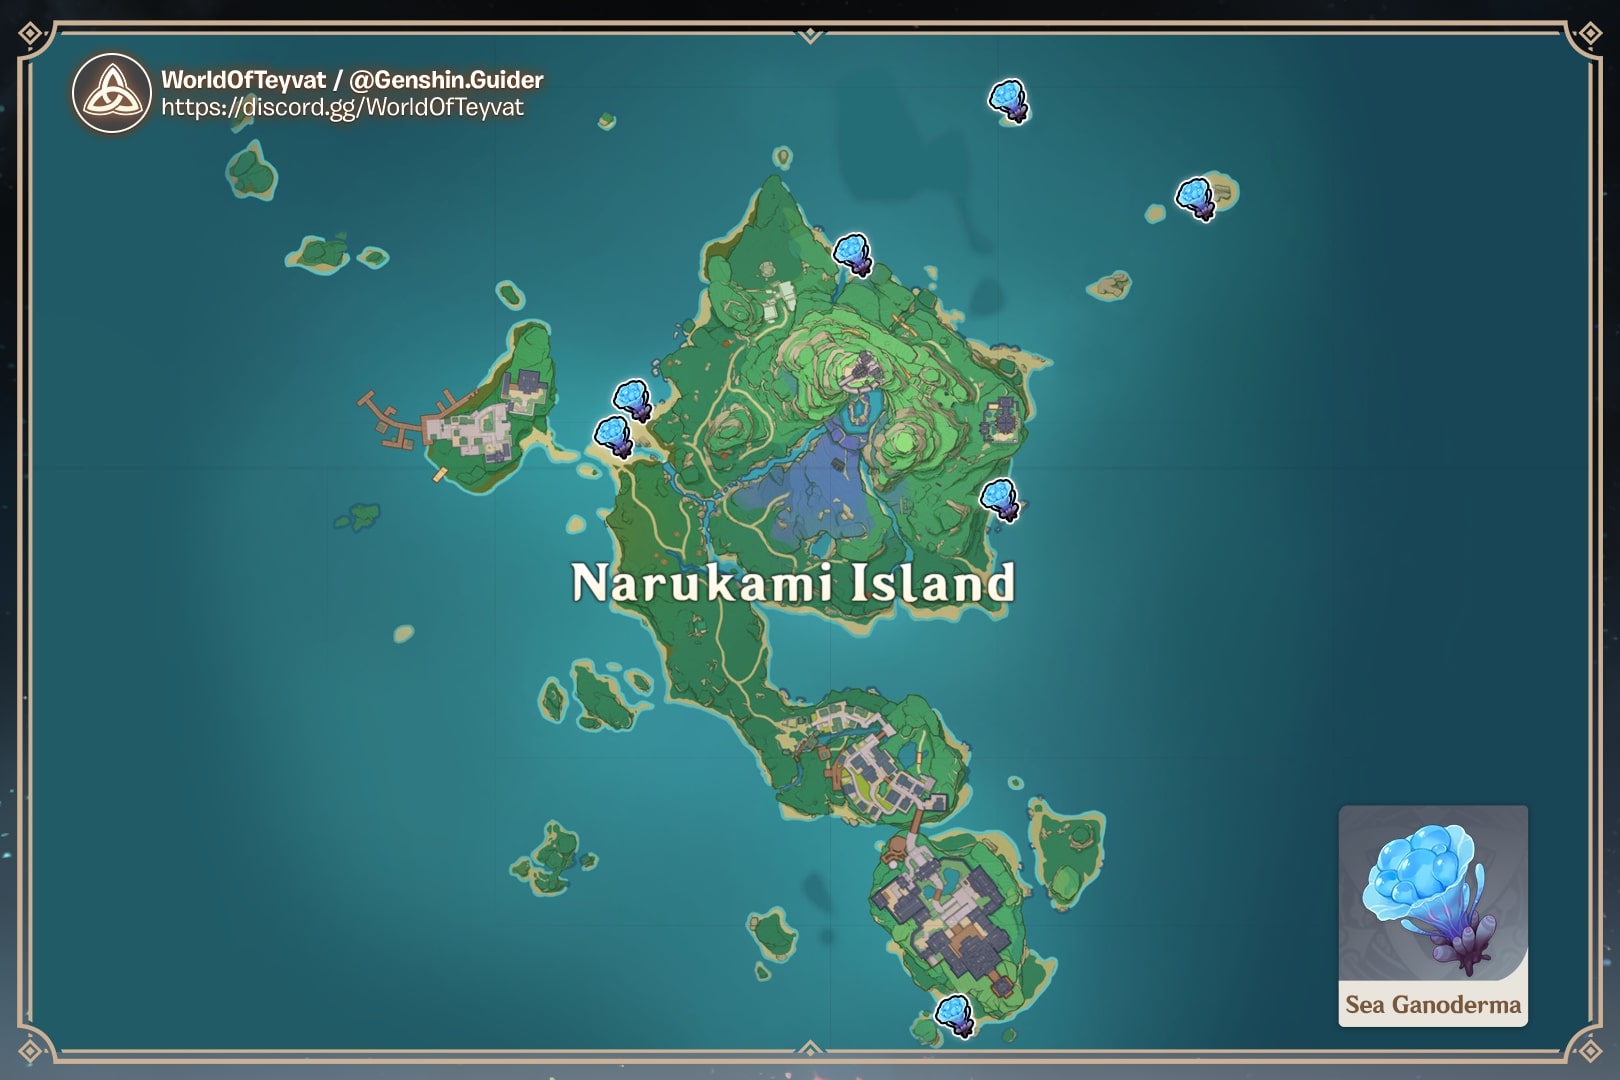 WorldOfTeyvat / @Genshin.Guider
https://discord.gg/WorldOfTeyvat
Narukami Island
Sea Ganoderma